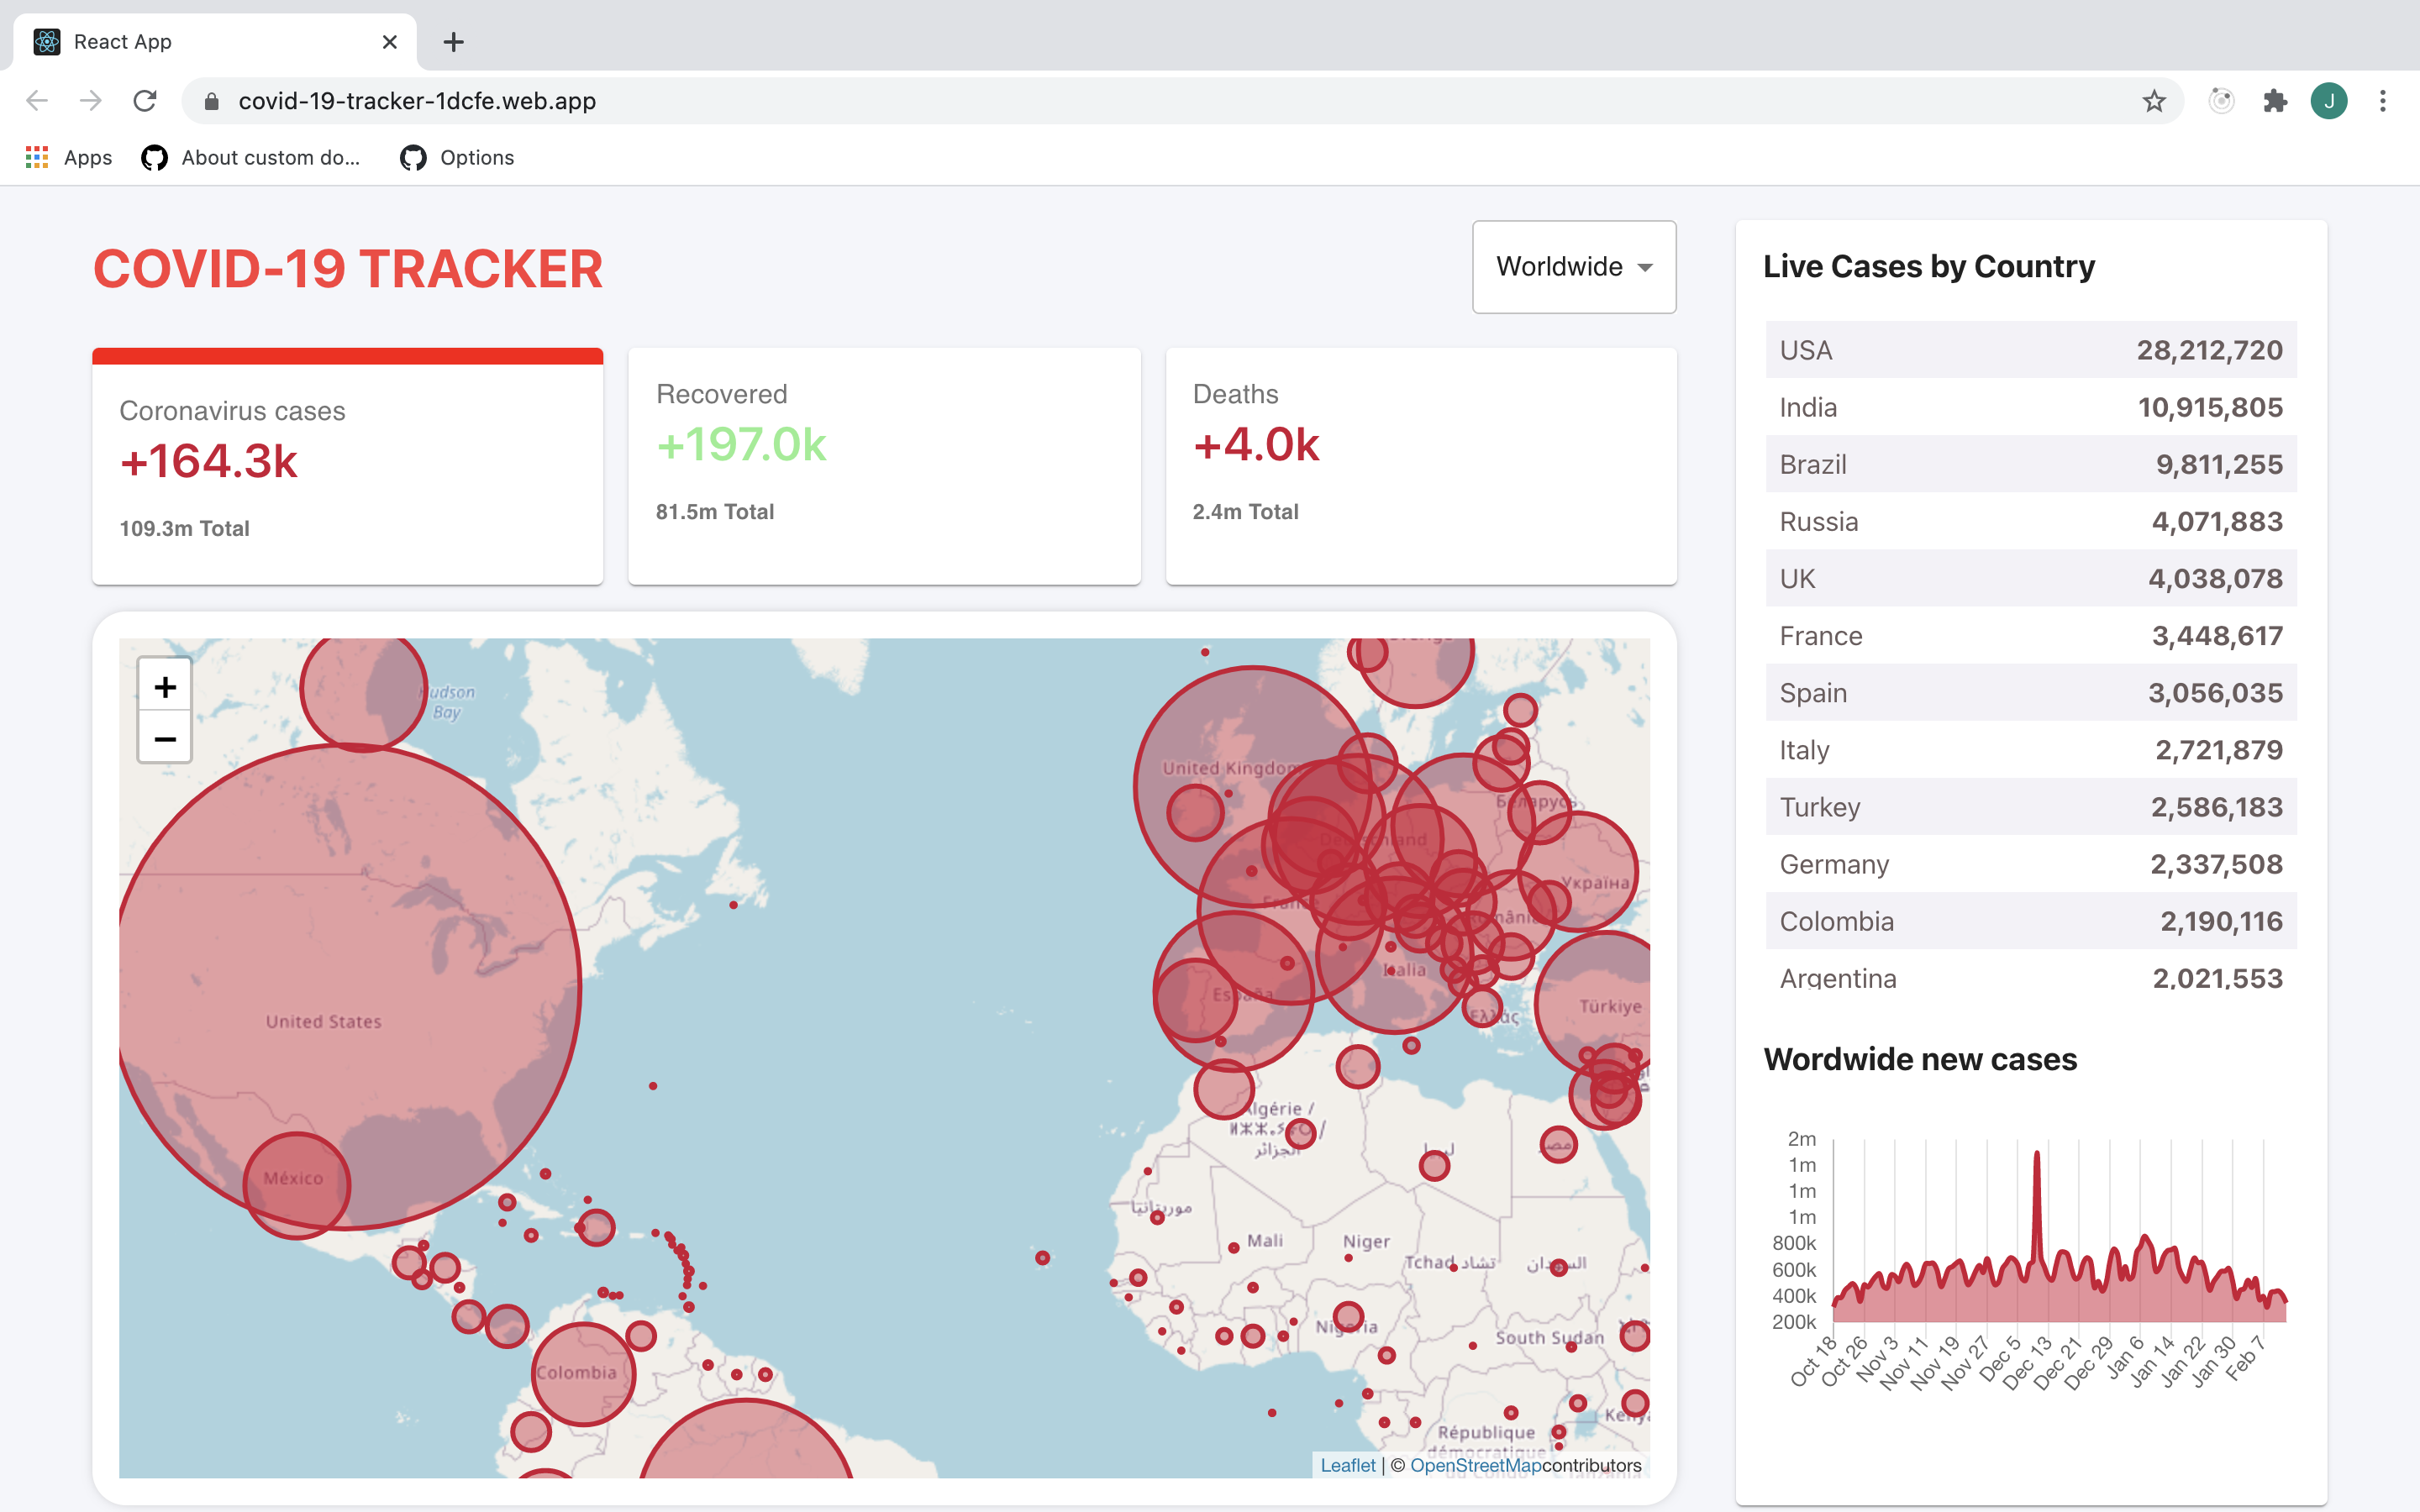 React App
covid-19-tracker-1dcfe.web.app
J
Apps
About custom do...
Options
COVID-19 TRACKER
Worldwide
Coronavirus cases
+164.3k
109.3m Total
Recovered
+197.0k
81.5m Total
Deaths
+4.0k
2.4m Total
+
−
Hudson
Bay
United States
México
Colombia
United Kingdom
Беларусь
Deutschland
Україна
France
România
Italia
España
Ελλάς
Türkiye
Algérie /
الجزائر
ليبيا
مصر
موريتانيا
Mali
Niger
Tchad تشاد
السودان
Nigeria
South Sudan
République
démocratique
du Congo
Leaflet | © OpenStreetMapcontributors
Live Cases by Country
USA 28,212,720
India 10,915,805
Brazil 9,811,255
Russia 4,071,883
UK 4,038,078
France 3,448,617
Spain 3,056,035
Italy 2,721,879
Turkey 2,586,183
Germany 2,337,508
Colombia 2,190,116
Argentina 2,021,553
Wordwide new cases
2m
1m
1m
1m
800k
600k
400k
200k
Oct 18
Oct 26
Nov 3
Nov 11
Nov 19
Nov 27
Dec 5
Dec 13
Dec 21
Dec 29
Jan 6
Jan 14
Jan 22
Jan 30
Feb 7